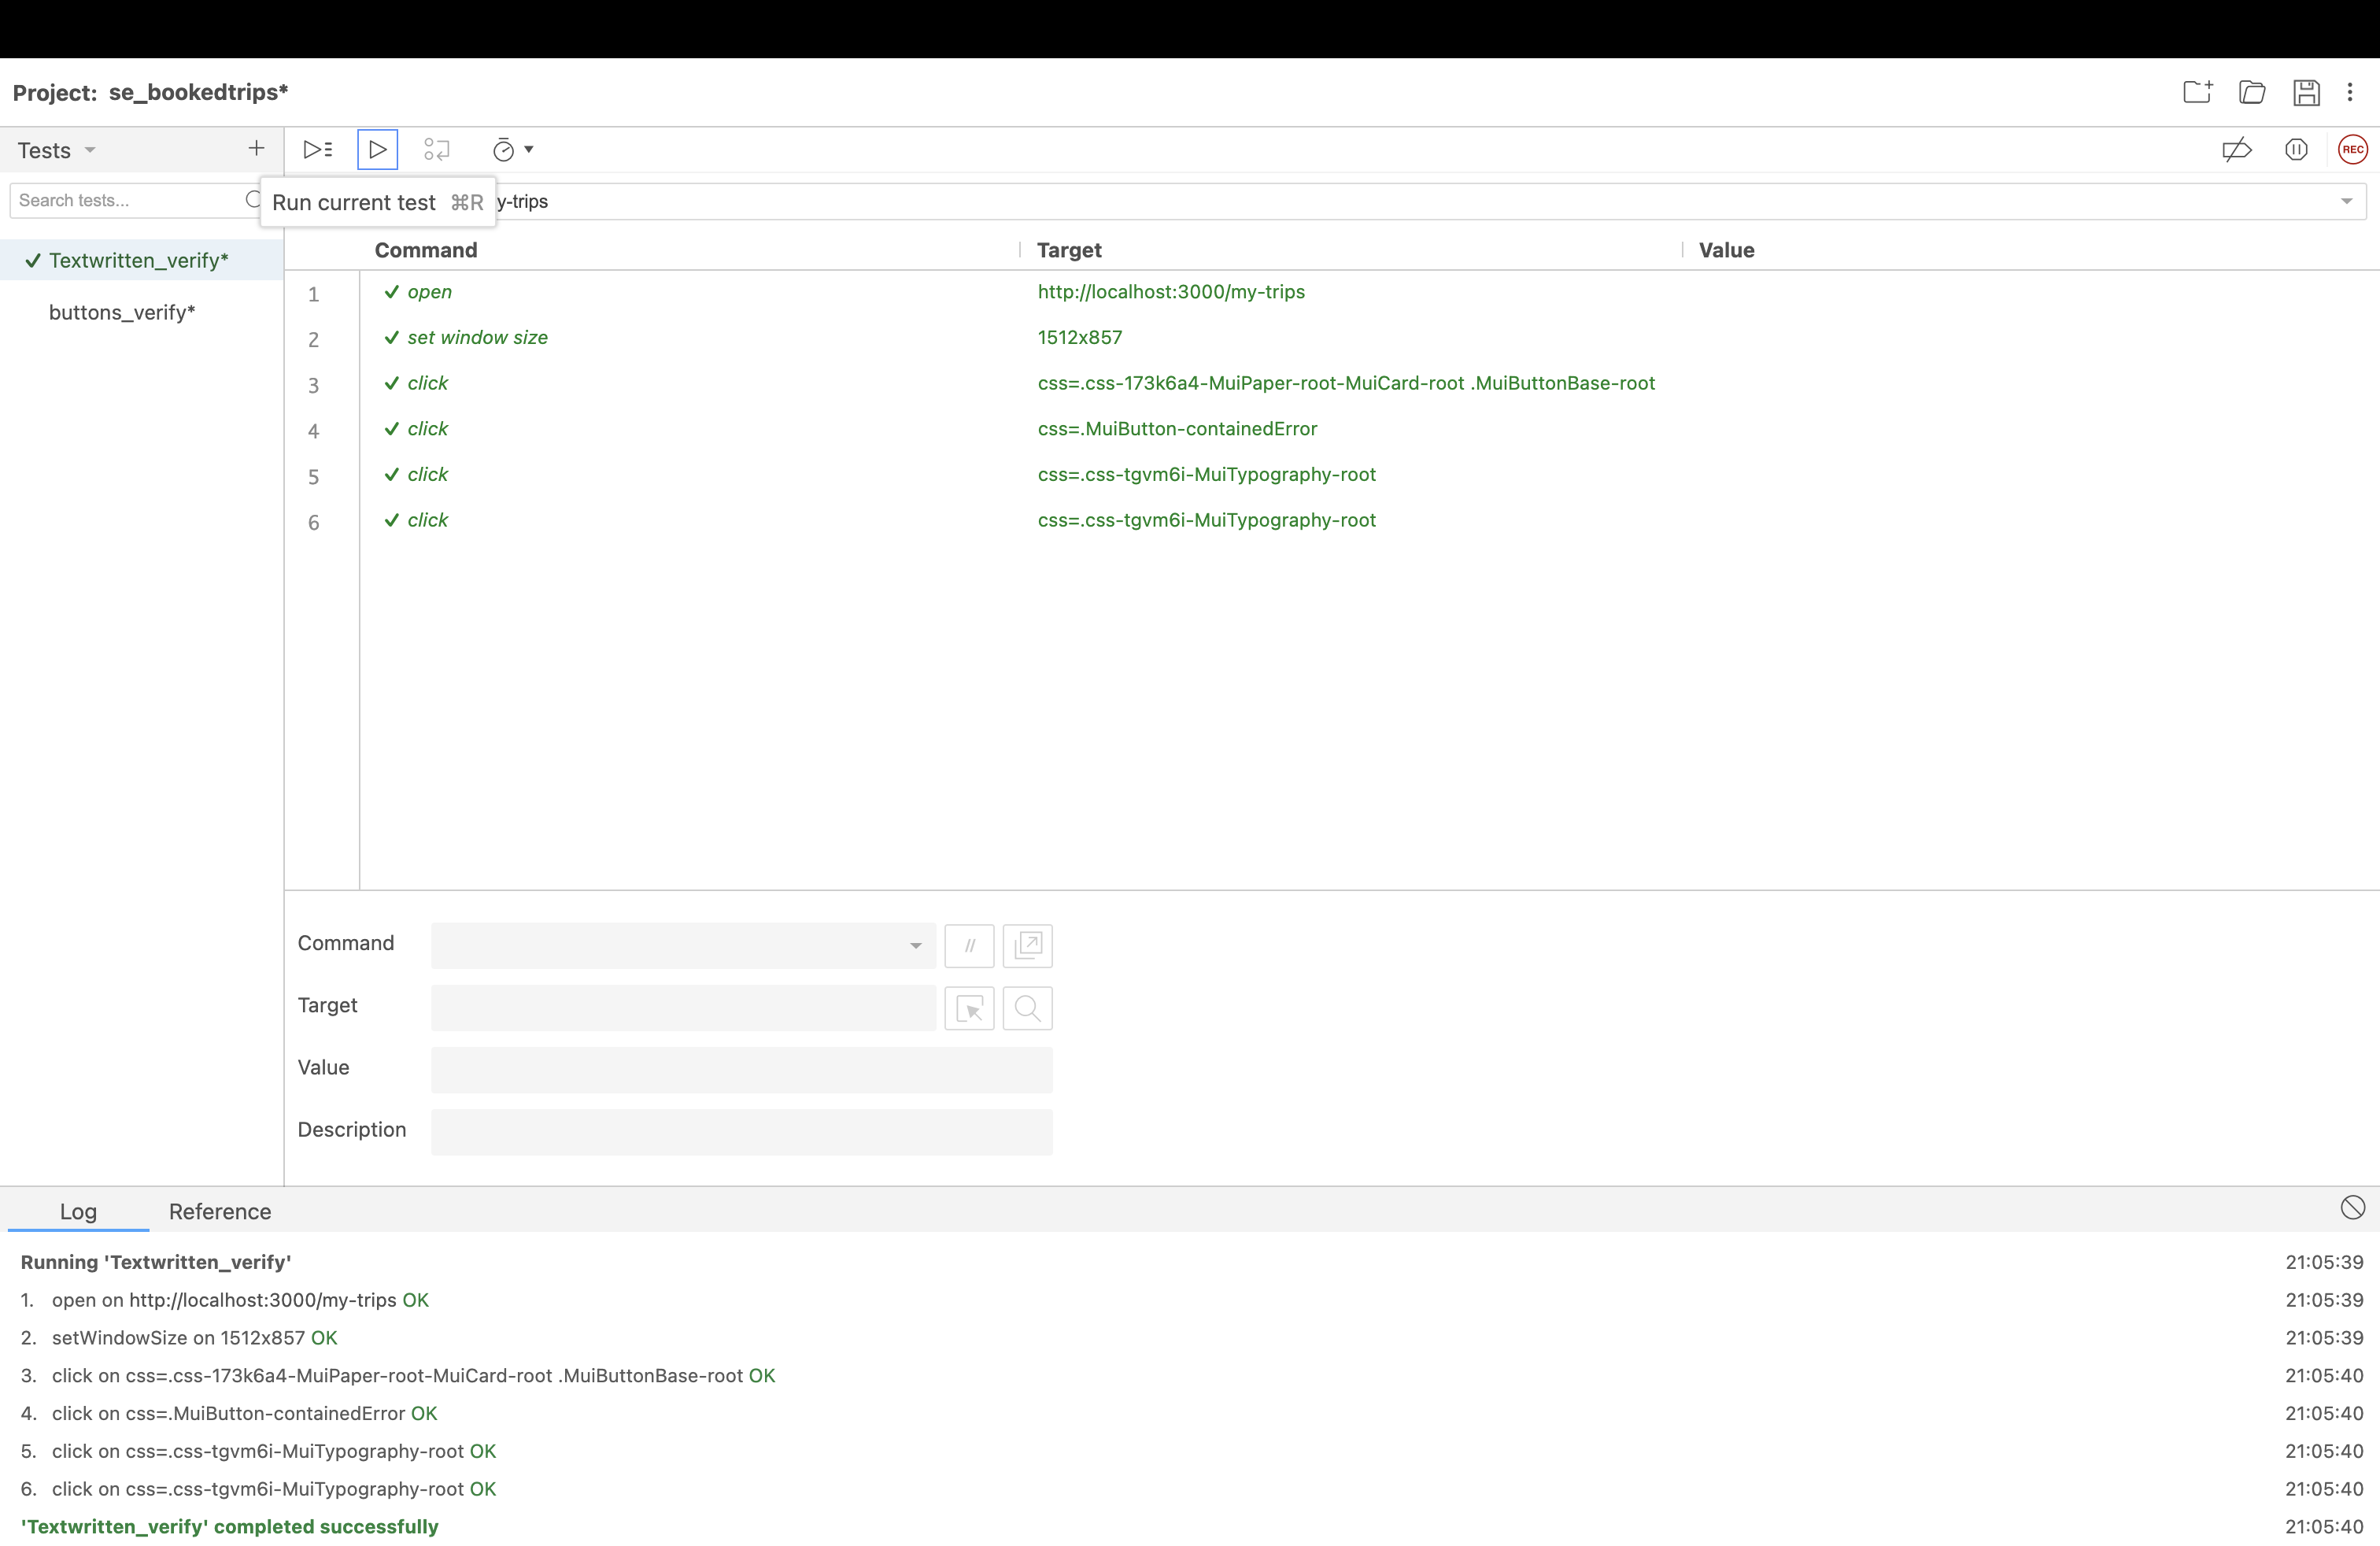 Project: se_bookedtrips*
Tests
Search tests...
Run current test ⌘R
y-trips
REC
Textwritten_verify*
buttons_verify*
Command Target Value
1 open http://localhost:3000/my-trips
2 set window size 1512x857
3 click css=.css-173k6a4-MuiPaper-root-MuiCard-root .MuiButtonBase-root
4 click css=.MuiButton-containedError
5 click css=.css-tgvm6i-MuiTypography-root
6 click css=.css-tgvm6i-MuiTypography-root
Command //
Target
Value
Description
Log Reference
Running 'Textwritten_verify' 21:05:39
1. open on http://localhost:3000/my-trips OK 21:05:39
2. setWindowSize on 1512x857 OK 21:05:39
3. click on css=.css-173k6a4-MuiPaper-root-MuiCard-root .MuiButtonBase-root OK 21:05:40
4. click on css=.MuiButton-containedError OK 21:05:40
5. click on css=.css-tgvm6i-MuiTypography-root OK 21:05:40
6. click on css=.css-tgvm6i-MuiTypography-root OK 21:05:40
'Textwritten_verify' completed successfully 21:05:40